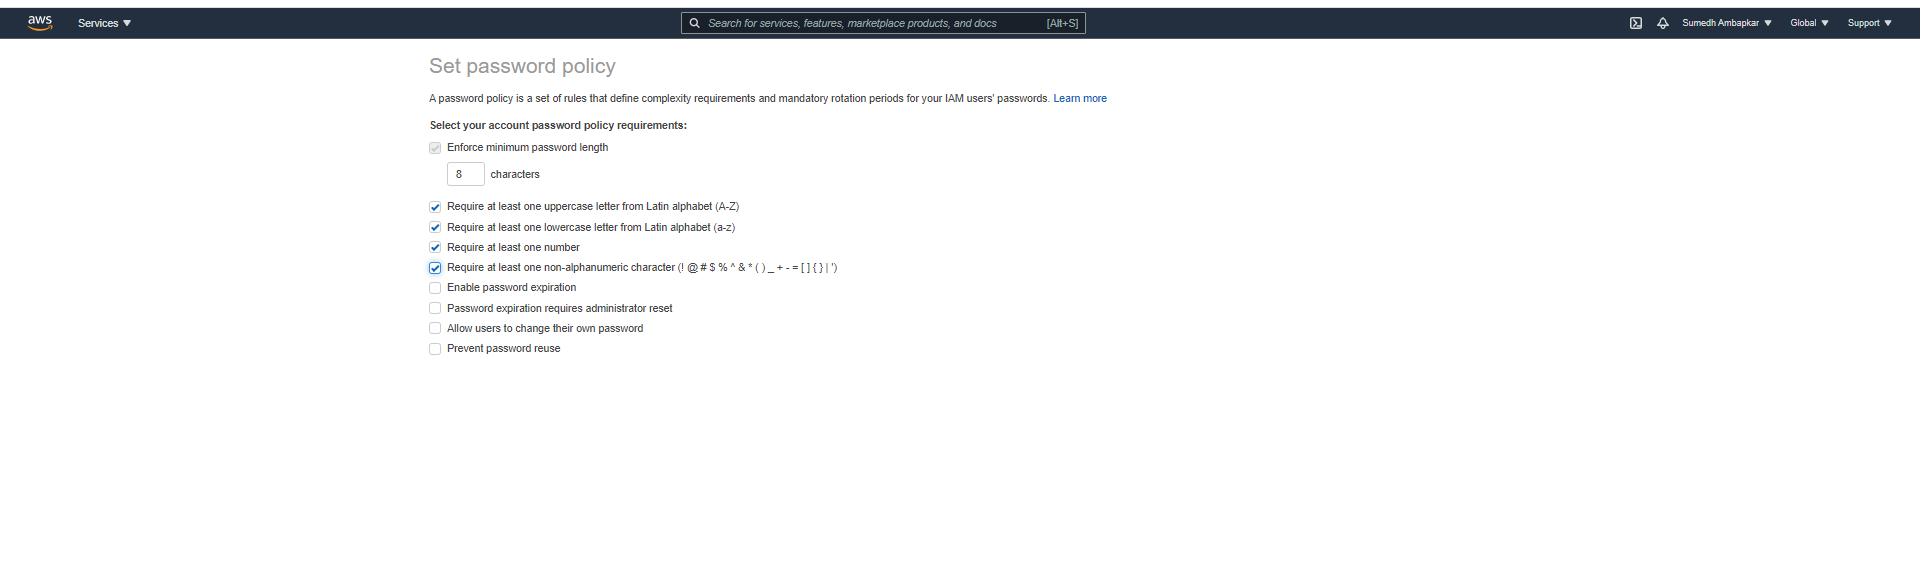 aws Services Search for services, features, marketplace products, and docs [Alt+S] Sumedh Ambapkar Global Support
Set password policy
A password policy is a set of rules that define complexity requirements and mandatory rotation periods for your IAM users' passwords. Learn more
Select your account password policy requirements:
Enforce minimum password length
8 characters
Require at least one uppercase letter from Latin alphabet (A-Z)
Require at least one lowercase letter from Latin alphabet (a-z)
Require at least one number
Require at least one non-alphanumeric character (! @ # $ % ^ & * ( ) _ + - = [ ] { } | ')
Enable password expiration
Password expiration requires administrator reset
Allow users to change their own password
Prevent password reuse